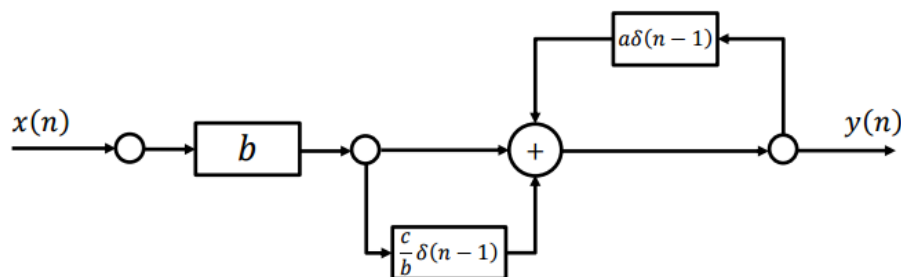 aδ(n − 1)
x(n)
b
+
y(n)
c/b δ(n − 1)